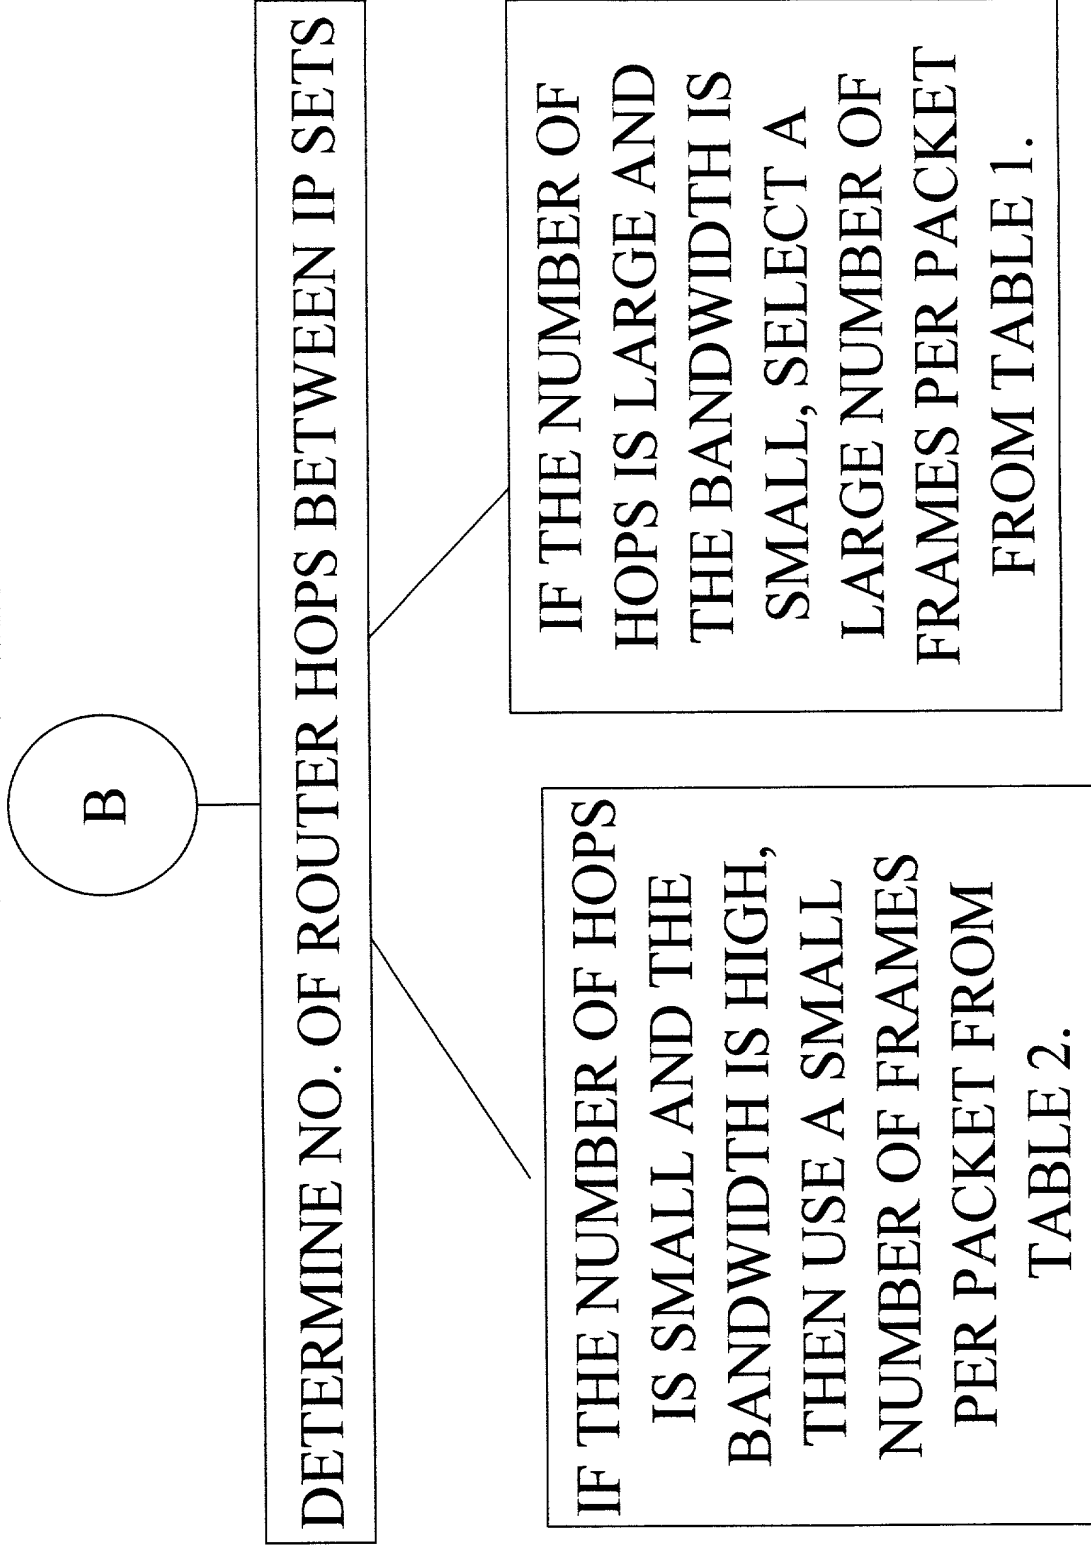 B
DETERMINE NO. OF ROUTER HOPS BETWEEN IP SETS
IF THE NUMBER OF HOPS
IS SMALL AND THE
BANDWIDTH IS HIGH,
THEN USE A SMALL
NUMBER OF FRAMES
PER PACKET FROM
TABLE 2.
IF THE NUMBER OF
HOPS IS LARGE AND
THE BANDWIDTH IS
SMALL, SELECT A
LARGE NUMBER OF
FRAMES PER PACKET
FROM TABLE 1.